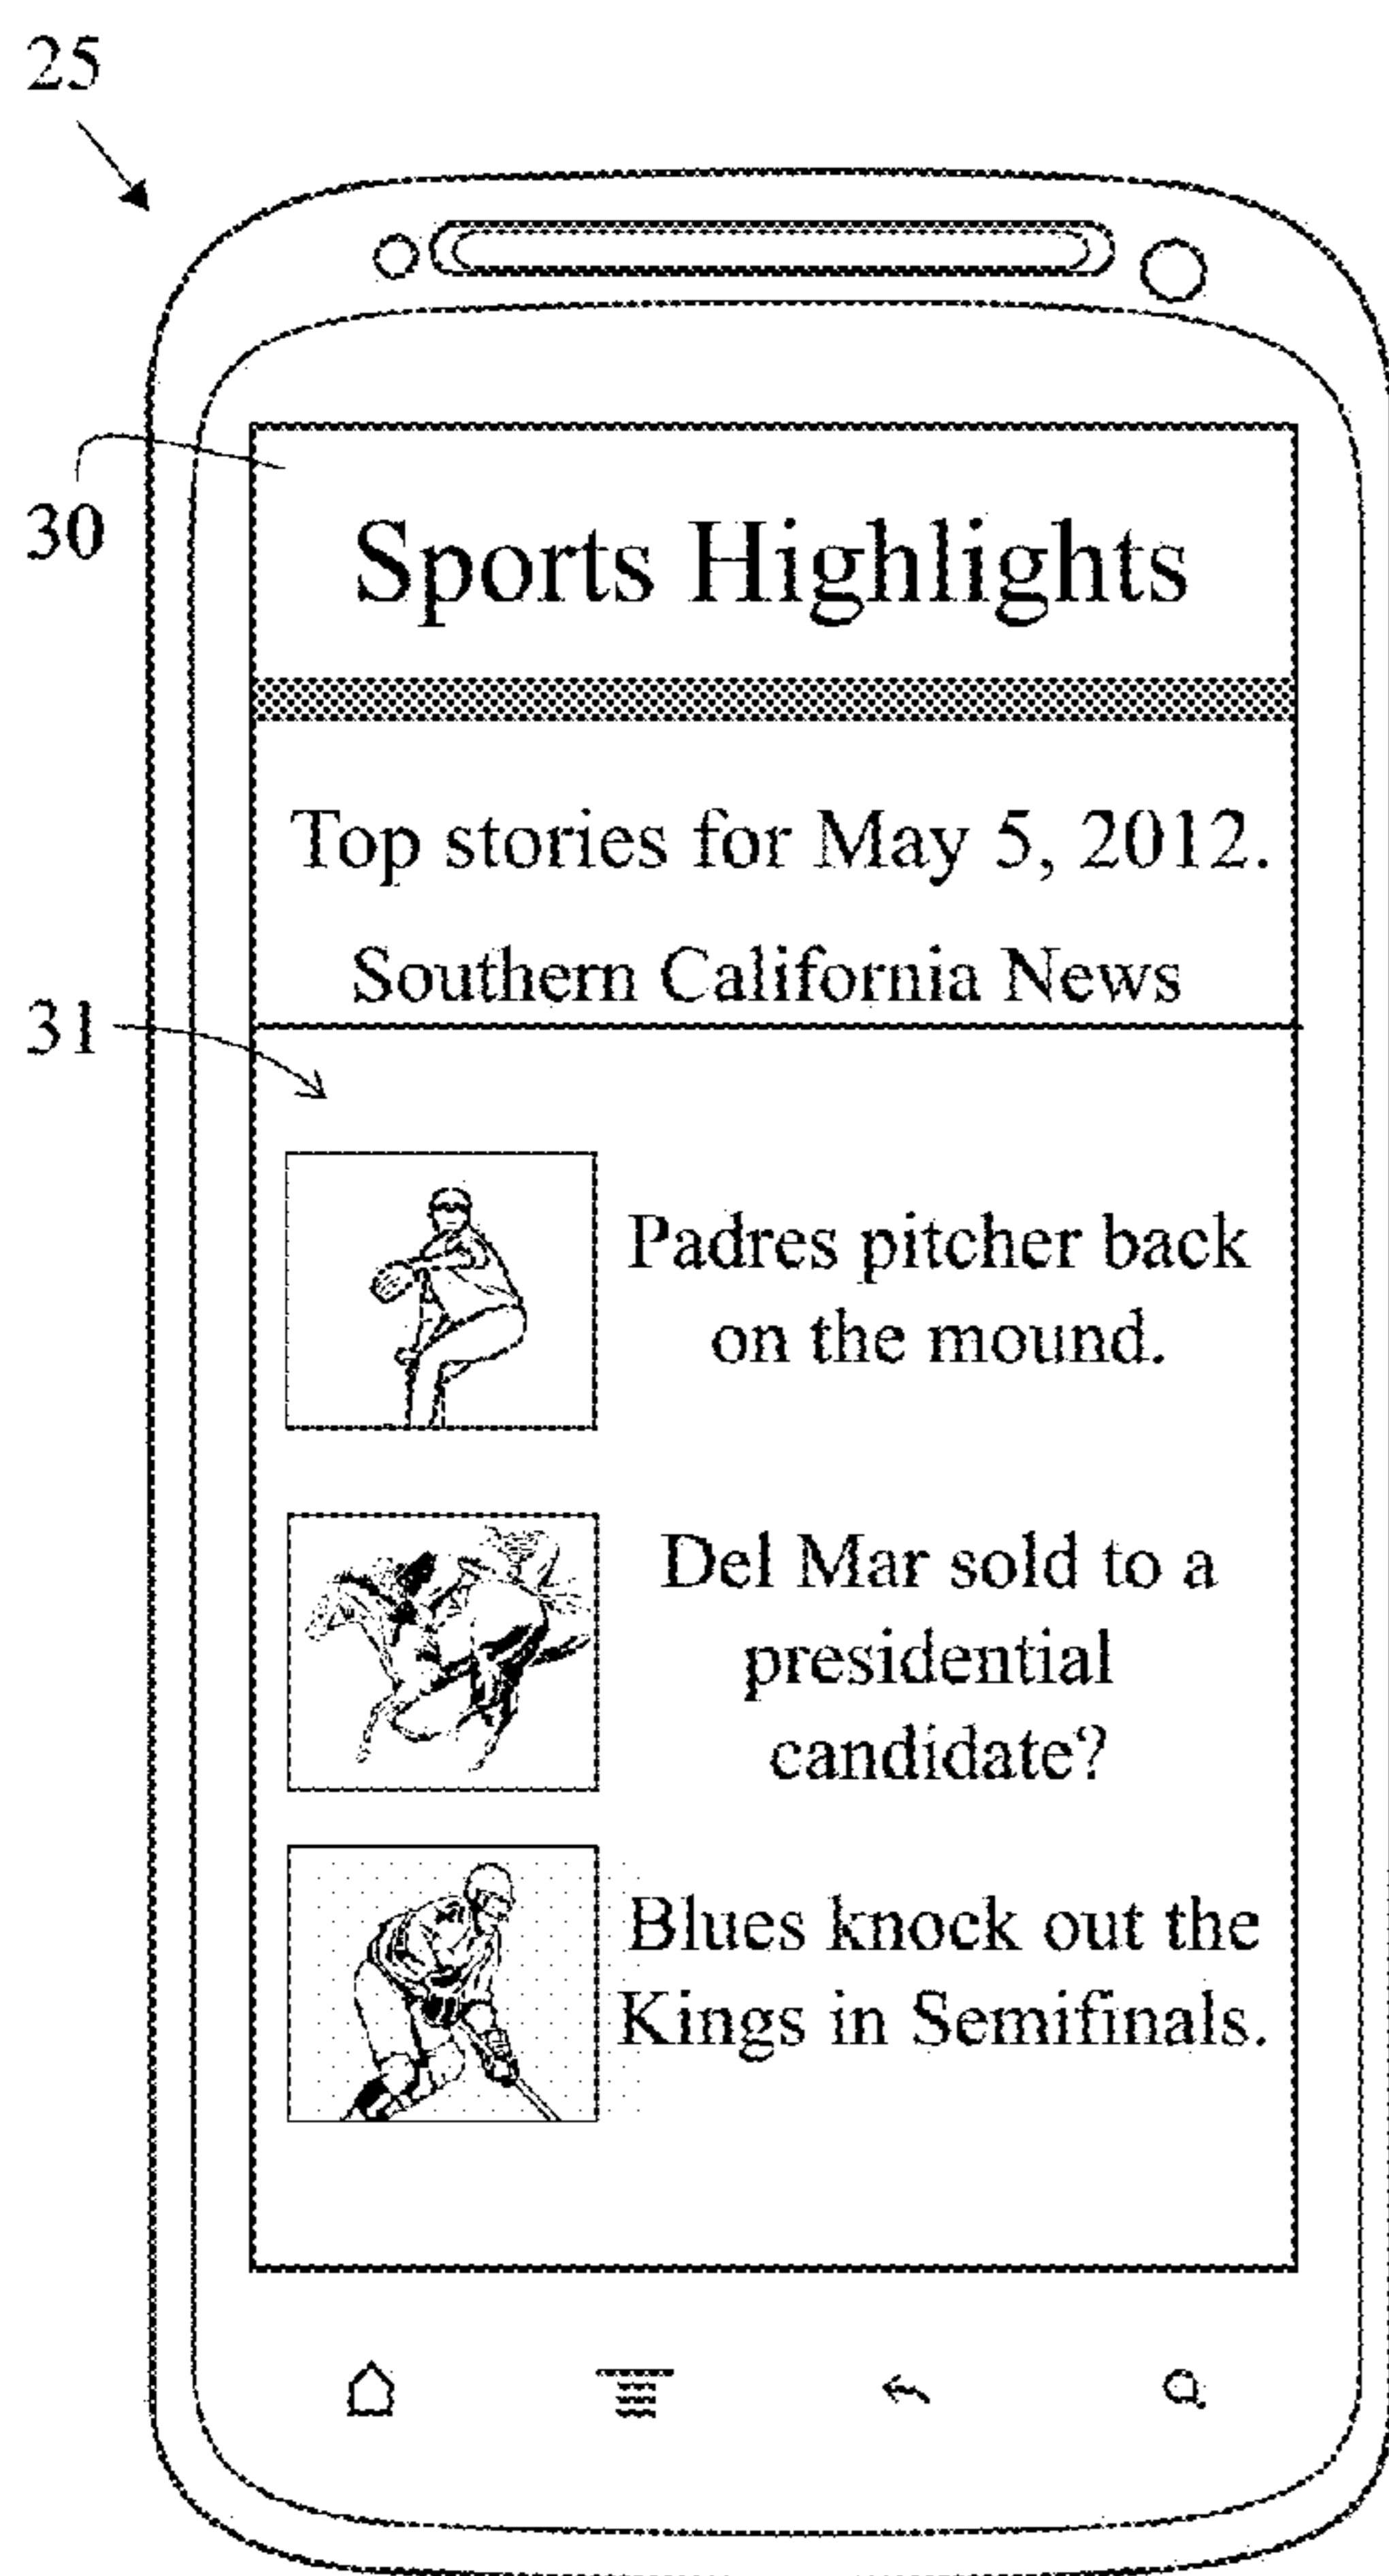 25
30
Sports Highlights
Top stories for May 5, 2012.
Southern California News
31
Padres pitcher back
on the mound.
Del Mar sold to a
presidential
candidate?
Blues knock out the
Kings in Semifinals.